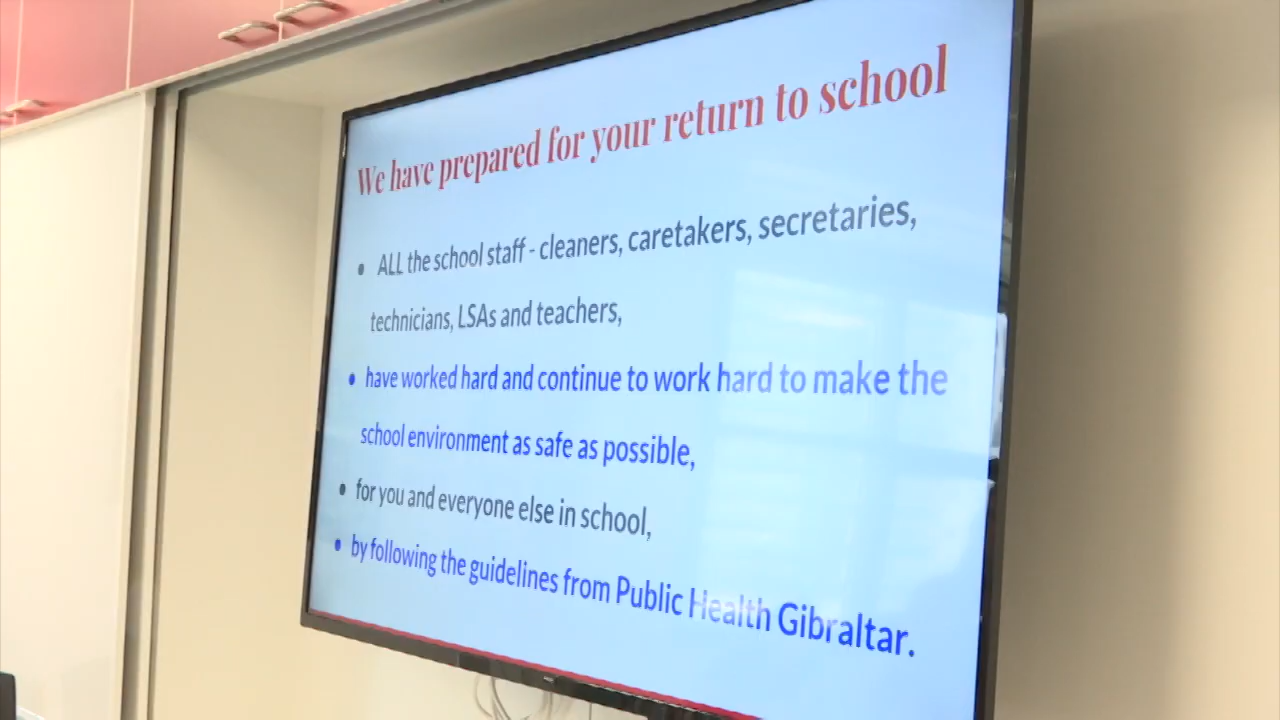 We have prepared for your return to school
• ALL the school staff - cleaners, caretakers, secretaries,
technicians, LSAs and teachers,
• have worked hard and continue to work hard to make the
school environment as safe as possible,
• for you and everyone else in school,
• by following the guidelines from Public Health Gibraltar.